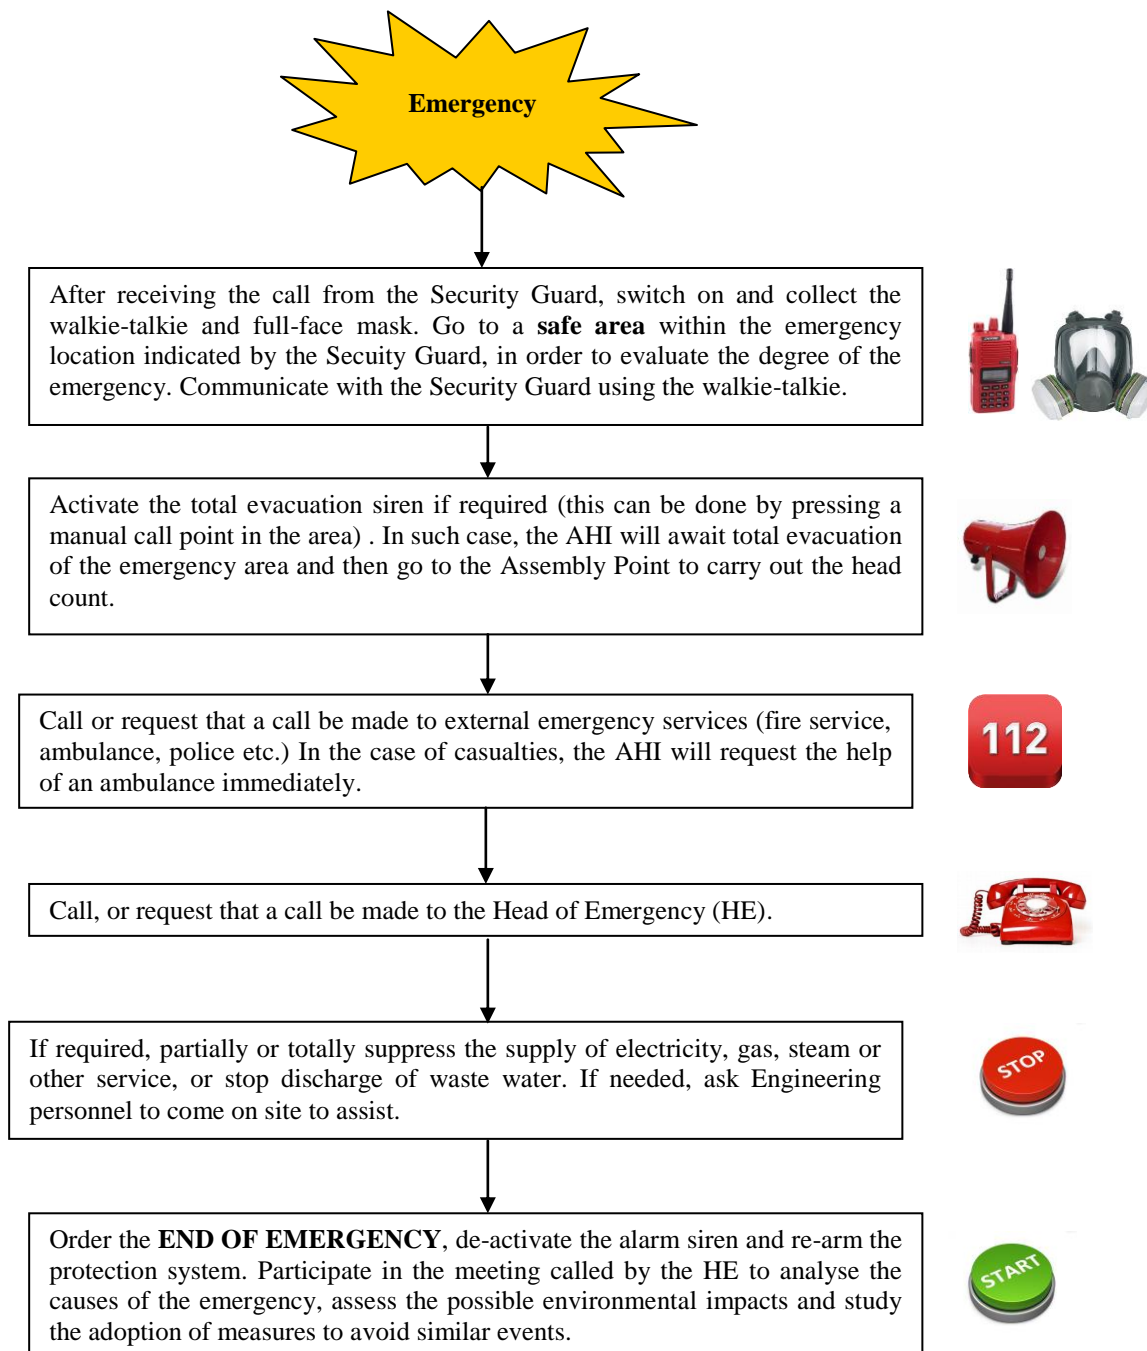 Emergency
After receiving the call from the Security Guard, switch on and collect the
walkie-talkie and full-face mask. Go to a safe area within the emergency
location indicated by the Secuity Guard, in order to evaluate the degree of the
emergency. Communicate with the Security Guard using the walkie-talkie.
Activate the total evacuation siren if required (this can be done by pressing a
manual call point in the area) . In such case, the AHI will await total evacuation
of the emergency area and then go to the Assembly Point to carry out the head
count.
Call or request that a call be made to external emergency services (fire service,
ambulance, police etc.) In the case of casualties, the AHI will request the help
of an ambulance immediately.
112
Call, or request that a call be made to the Head of Emergency (HE).
If required, partially or totally suppress the supply of electricity, gas, steam or
other service, or stop discharge of waste water. If needed, ask Engineering
personnel to come on site to assist.
STOP
Order the END OF EMERGENCY, de-activate the alarm siren and re-arm the
protection system. Participate in the meeting called by the HE to analyse the
causes of the emergency, assess the possible environmental impacts and study
the adoption of measures to avoid similar events.
START